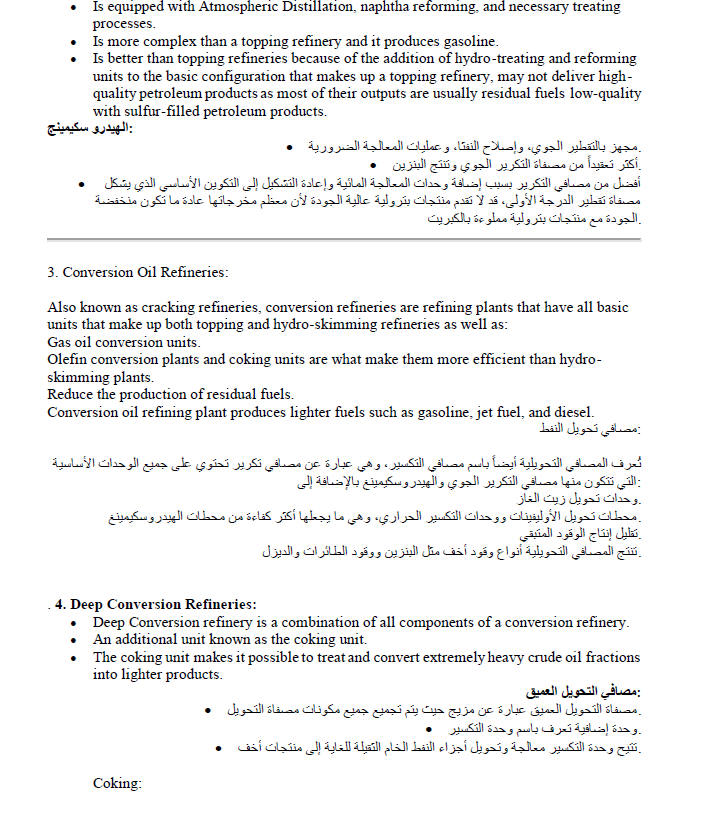 • Is equipped with Atmospheric Distillation, naphtha reforming, and necessary treating
processes.
• Is more complex than a topping refinery and it produces gasoline.
• Is better than topping refineries because of the addition of hydro-treating and reforming
units to the basic configuration that makes up a topping refinery, may not deliver high-
quality petroleum products as most of their outputs are usually residual fuels low-quality
with sulfur-filled petroleum products.
الهيدرو سكيمينج:
• مجهز بالتقطير الجوي، وإصلاح النفثا، وعمليات المعالجة الضرورية.
• أكثر تعقيداً من مصفاة التكرير الجوي وتنتج البنزين.
• أفضل من مصافي التكرير بسبب إضافة وحدات المعالجة المائية وإعادة التشكيل إلى التكوين الأساسي الذي يشكل
مصفاة تقطير الدرجة الأولى، قد لا تقدم منتجات بترولية عالية الجودة لأن معظم مخرجاتها عادة ما تكون منخفضة
الجودة مع منتجات بترولية مملوءة بالكبريت.
3. Conversion Oil Refineries:
Also known as cracking refineries, conversion refineries are refining plants that have all basic
units that make up both topping and hydro-skimming refineries as well as:
Gas oil conversion units.
Olefin conversion plants and coking units are what make them more efficient than hydro-
skimming plants.
Reduce the production of residual fuels.
Conversion oil refining plant produces lighter fuels such as gasoline, jet fuel, and diesel.
مصافي تحويل النفط:
تُعرف المصافي التحويلية أيضاً باسم مصافي التكسير، وهي عبارة عن مصافي تكرير تحتوي على جميع الوحدات الأساسية
التي تتكون منها مصافي التكرير الجوي والهيدروسكيمينغ بالإضافة إلى:
وحدات تحويل زيت الغاز.
محطات تحويل الأوليفينات ووحدات التكسير الحراري، وهي ما يجعلها أكثر كفاءة من محطات الهيدروسكيمينغ.
تقليل إنتاج الوقود المتبقي.
تنتج المصافي التحويلية أنواع وقود أخف مثل البنزين ووقود الطائرات والديزل.
. 4. Deep Conversion Refineries:
• Deep Conversion refinery is a combination of all components of a conversion refinery.
• An additional unit known as the coking unit.
• The coking unit makes it possible to treat and convert extremely heavy crude oil fractions
into lighter products.
مصافي التحويل العميق:
• مصفاة التحويل العميق عبارة عن مزيج حيث يتم تجميع جميع مكونات مصفاة التحويل.
• وحدة إضافية تعرف باسم وحدة التكسير.
• تتيح وحدة التكسير معالجة وتحويل أجزاء النفط الخام الثقيلة للغاية إلى منتجات أخف.
Coking: